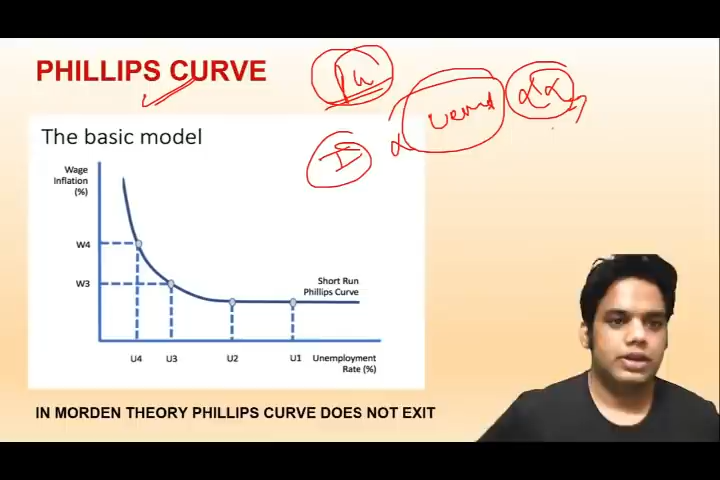 PHILLIPS CURVE
The basic model
Wage
Inflation
(%)
W4
W3
Short Run
Phillips Curve
U4
U3
U2
U1
Unemployment
Rate (%)
IN MORDEN THEORY PHILLIPS CURVE DOES NOT EXIT